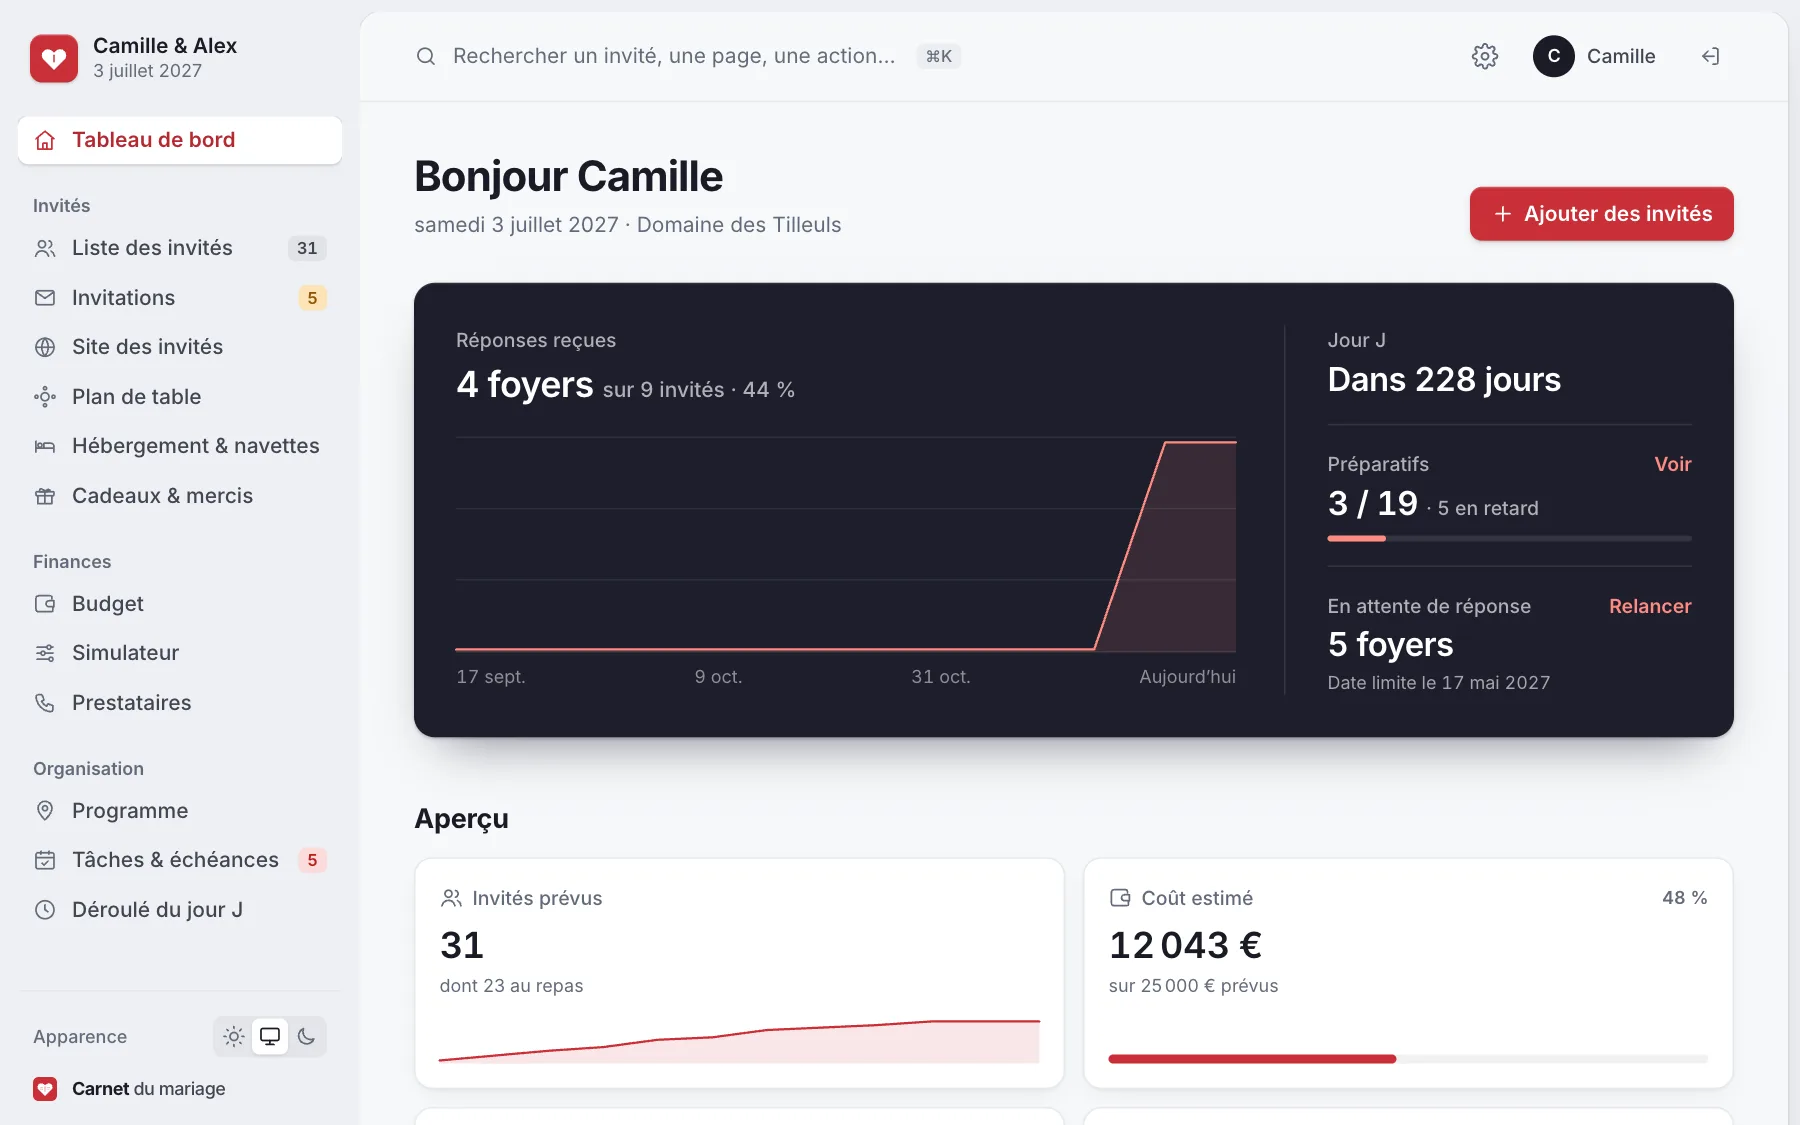 Camille & Alex
3 juillet 2027
Tableau de bord
Invités
Liste des invités 31
Invitations 5
Site des invités
Plan de table
Hébergement & navettes
Cadeaux & mercis
Finances
Budget
Simulateur
Prestataires
Organisation
Programme
Tâches & échéances 5
Déroulé du jour J
Apparence
Carnet du mariage
Rechercher un invité, une page, une action... ⌘K
C Camille
Bonjour Camille
samedi 3 juillet 2027 · Domaine des Tilleuls
+ Ajouter des invités
Réponses reçues
4 foyers sur 9 invités · 44 %
17 sept. 9 oct. 31 oct. Aujourd’hui
Jour J
Dans 228 jours
Préparatifs Voir
3 / 19 · 5 en retard
En attente de réponse Relancer
5 foyers
Date limite le 17 mai 2027
Aperçu
Invités prévus
31
dont 23 au repas
Coût estimé 48 %
12 043 €
sur 25 000 € prévus